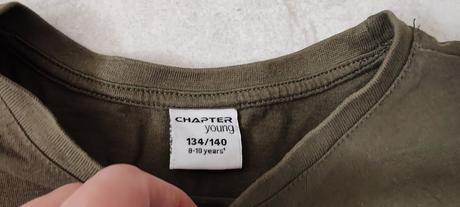 CHAPTER
young
134/140
8-10 years*